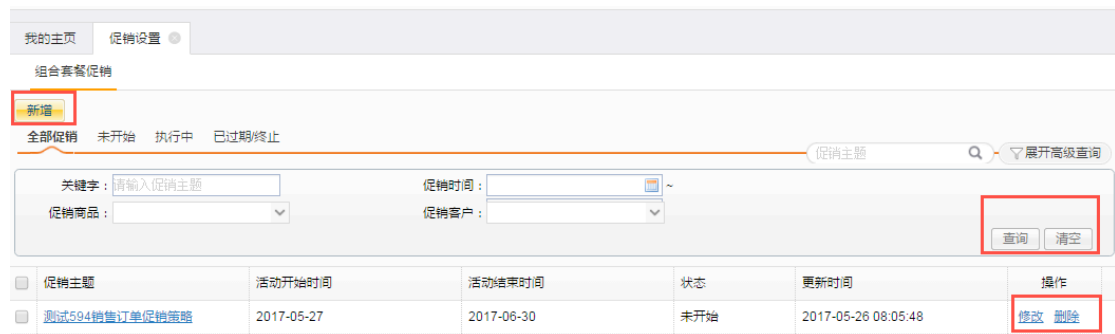 我的主页 促销设置
组合套餐促销
新增
全部促销 未开始 执行中 已过期/终止
促销主题 展开高级查询
关键字：请输入促销主题 促销时间： ~
促销商品： 促销客户：
查询 清空
促销主题 活动开始时间 活动结束时间 状态 更新时间 操作
测试594销售订单促销策略 2017-05-27 2017-06-30 未开始 2017-05-26 08:05:48 修改 删除